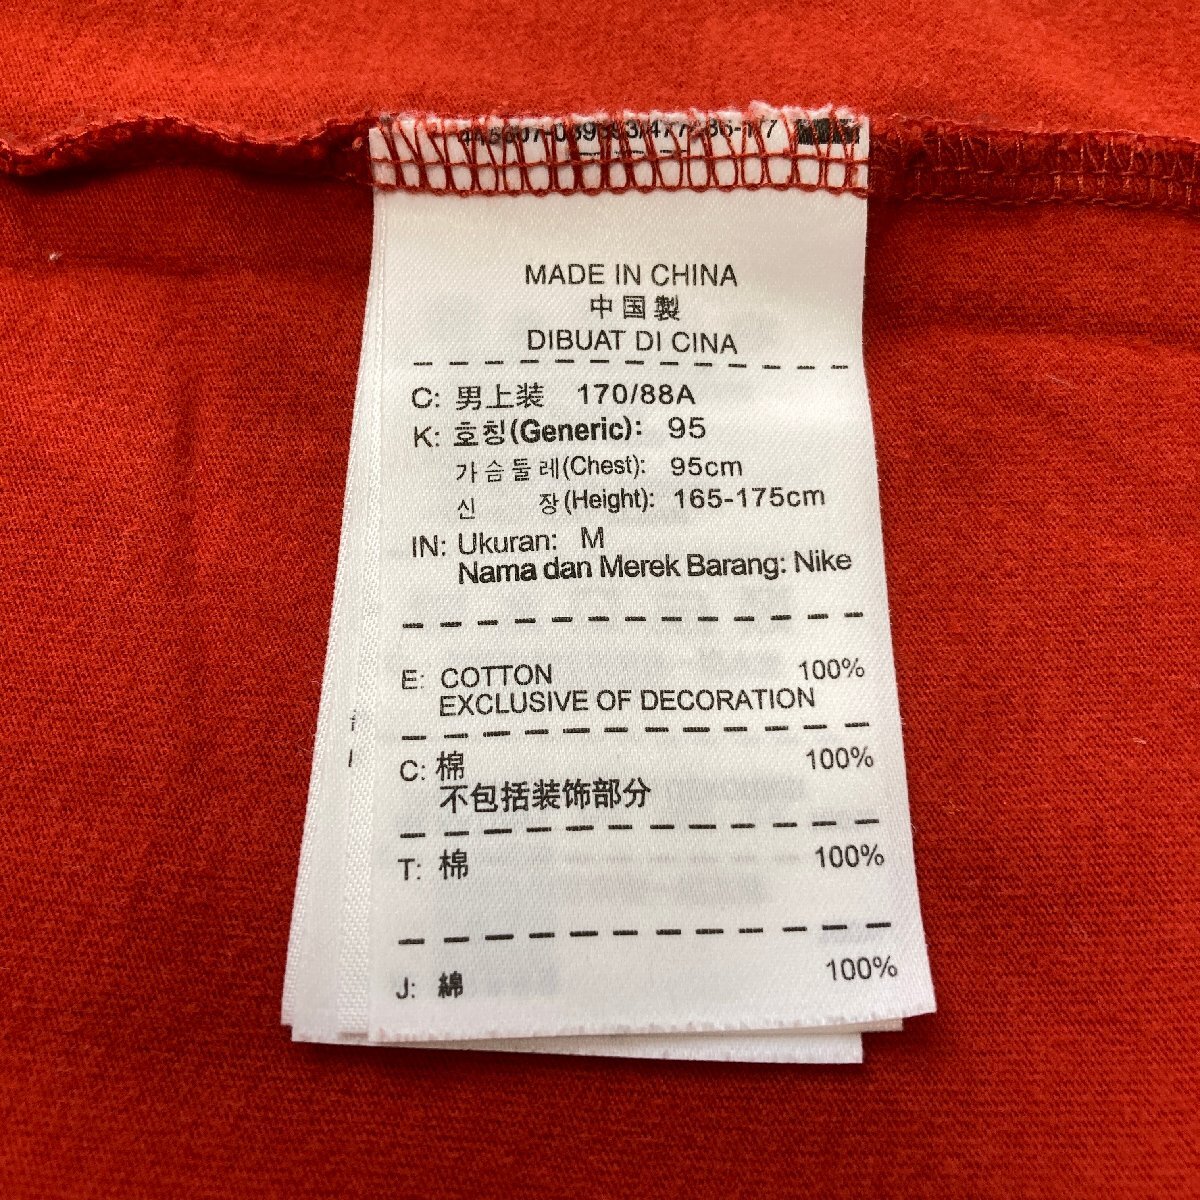 MADE IN CHINA
中国製
DIBUAT DI CINA
C: 男上装 170/88A
K: 호칭(Generic): 95
가슴둘레(Chest): 95cm
신 장(Height): 165-175cm
IN: Ukuran: M
Nama dan Merek Barang: Nike
E: COTTON 100%
EXCLUSIVE OF DECORATION
C: 棉 100%
不包括装饰部分
T: 棉 100%
J: 綿 100%